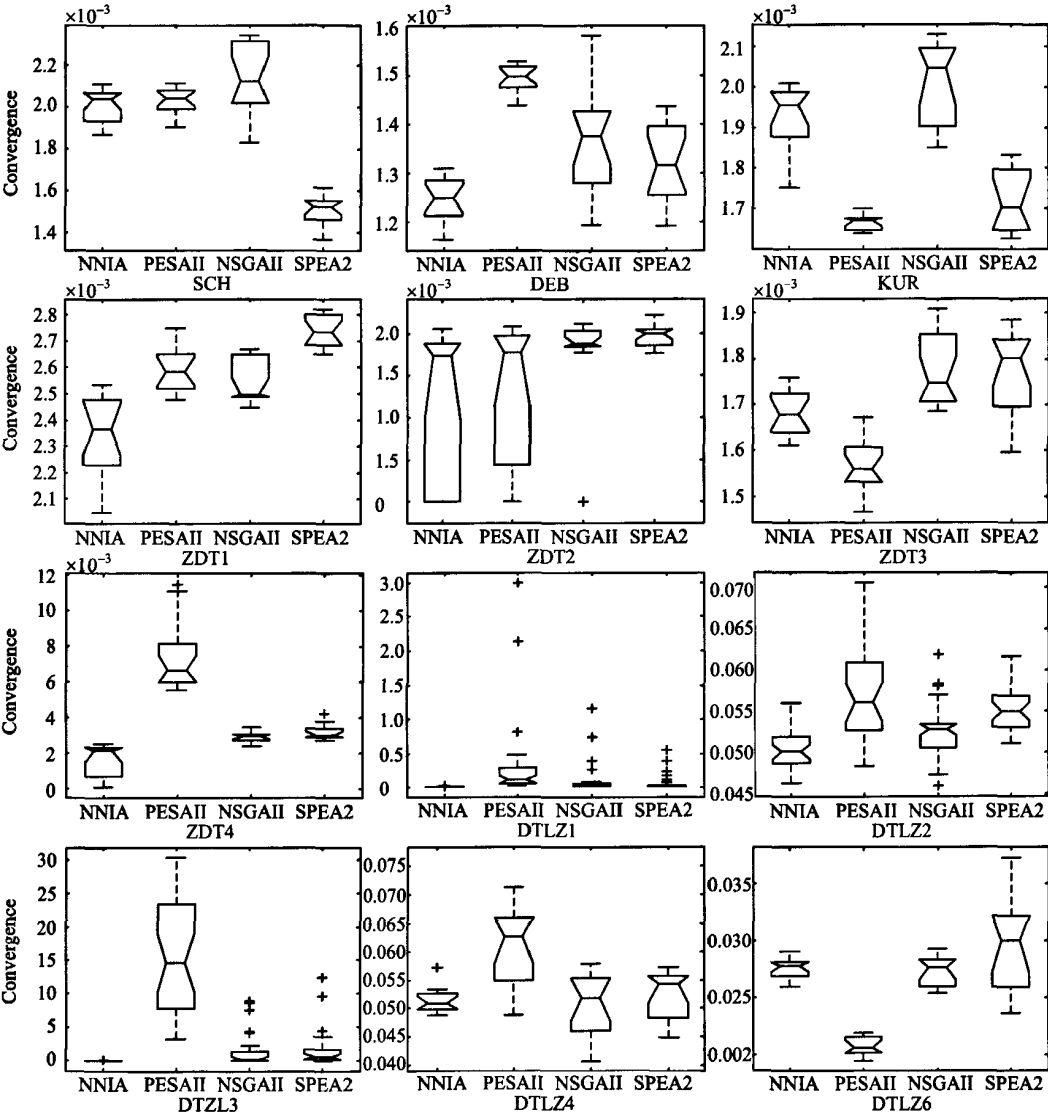 ×10⁻³ ×10⁻³ ×10⁻³
Convergence
2.2
2.0
1.8
1.6
1.4
NNIA PESAII NSGAII SPEA2
SCH
1.6
1.5
1.4
1.3
1.2
NNIA PESAII NSGAII SPEA2
DEB
2.1
2.0
1.9
1.8
1.7
NNIA PESAII NSGAII SPEA2
KUR
×10⁻³ ×10⁻³ ×10⁻³
Convergence
2.8
2.7
2.6
2.5
2.4
2.3
2.2
2.1
NNIA PESAII NSGAII SPEA2
ZDT1
2.0
1.5
1.0
1.5
0
NNIA PESAII NSGAII SPEA2
ZDT2
1.9
1.8
1.7
1.6
1.5
NNIA PESAII NSGAII SPEA2
ZDT3
×10⁻³
Convergence
12
10
8
6
4
2
0
NNIA PESAII NSGAII SPEA2
ZDT4
3.0
2.5
2.0
1.5
1.0
0.5
0
NNIA PESAII NSGAII SPEA2
DTLZ1
0.070
0.065
0.060
0.055
0.050
0.045
NNIA PESAII NSGAII SPEA2
DTLZ2
Convergence
30
25
20
15
10
5
0
NNIA PESAII NSGAII SPEA2
DTZL3
0.075
0.070
0.065
0.060
0.055
0.050
0.045
0.040
NNIA PESAII NSGAII SPEA2
DTLZ4
0.035
0.030
0.025
0.002
NNIA PESAII NSGAII SPEA2
DTLZ6